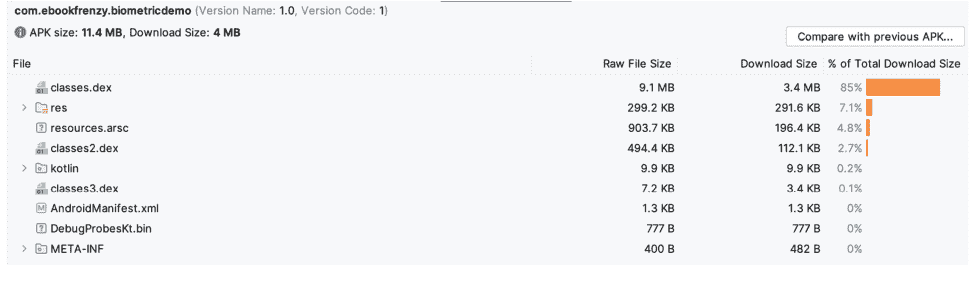 com.ebookfrenzy.biometricdemo (Version Name: 1.0, Version Code: 1)
APK size: 11.4 MB, Download Size: 4 MB
Compare with previous APK...
File Raw File Size Download Size % of Total Download Size
classes.dex 9.1 MB 3.4 MB 85%
res 299.2 KB 291.6 KB 7.1%
resources.arsc 903.7 KB 196.4 KB 4.8%
classes2.dex 494.4 KB 112.1 KB 2.7%
kotlin 9.9 KB 9.9 KB 0.2%
classes3.dex 7.2 KB 3.4 KB 0.1%
AndroidManifest.xml 1.3 KB 1.3 KB 0%
DebugProbesKt.bin 777 B 777 B 0%
META-INF 400 B 482 B 0%